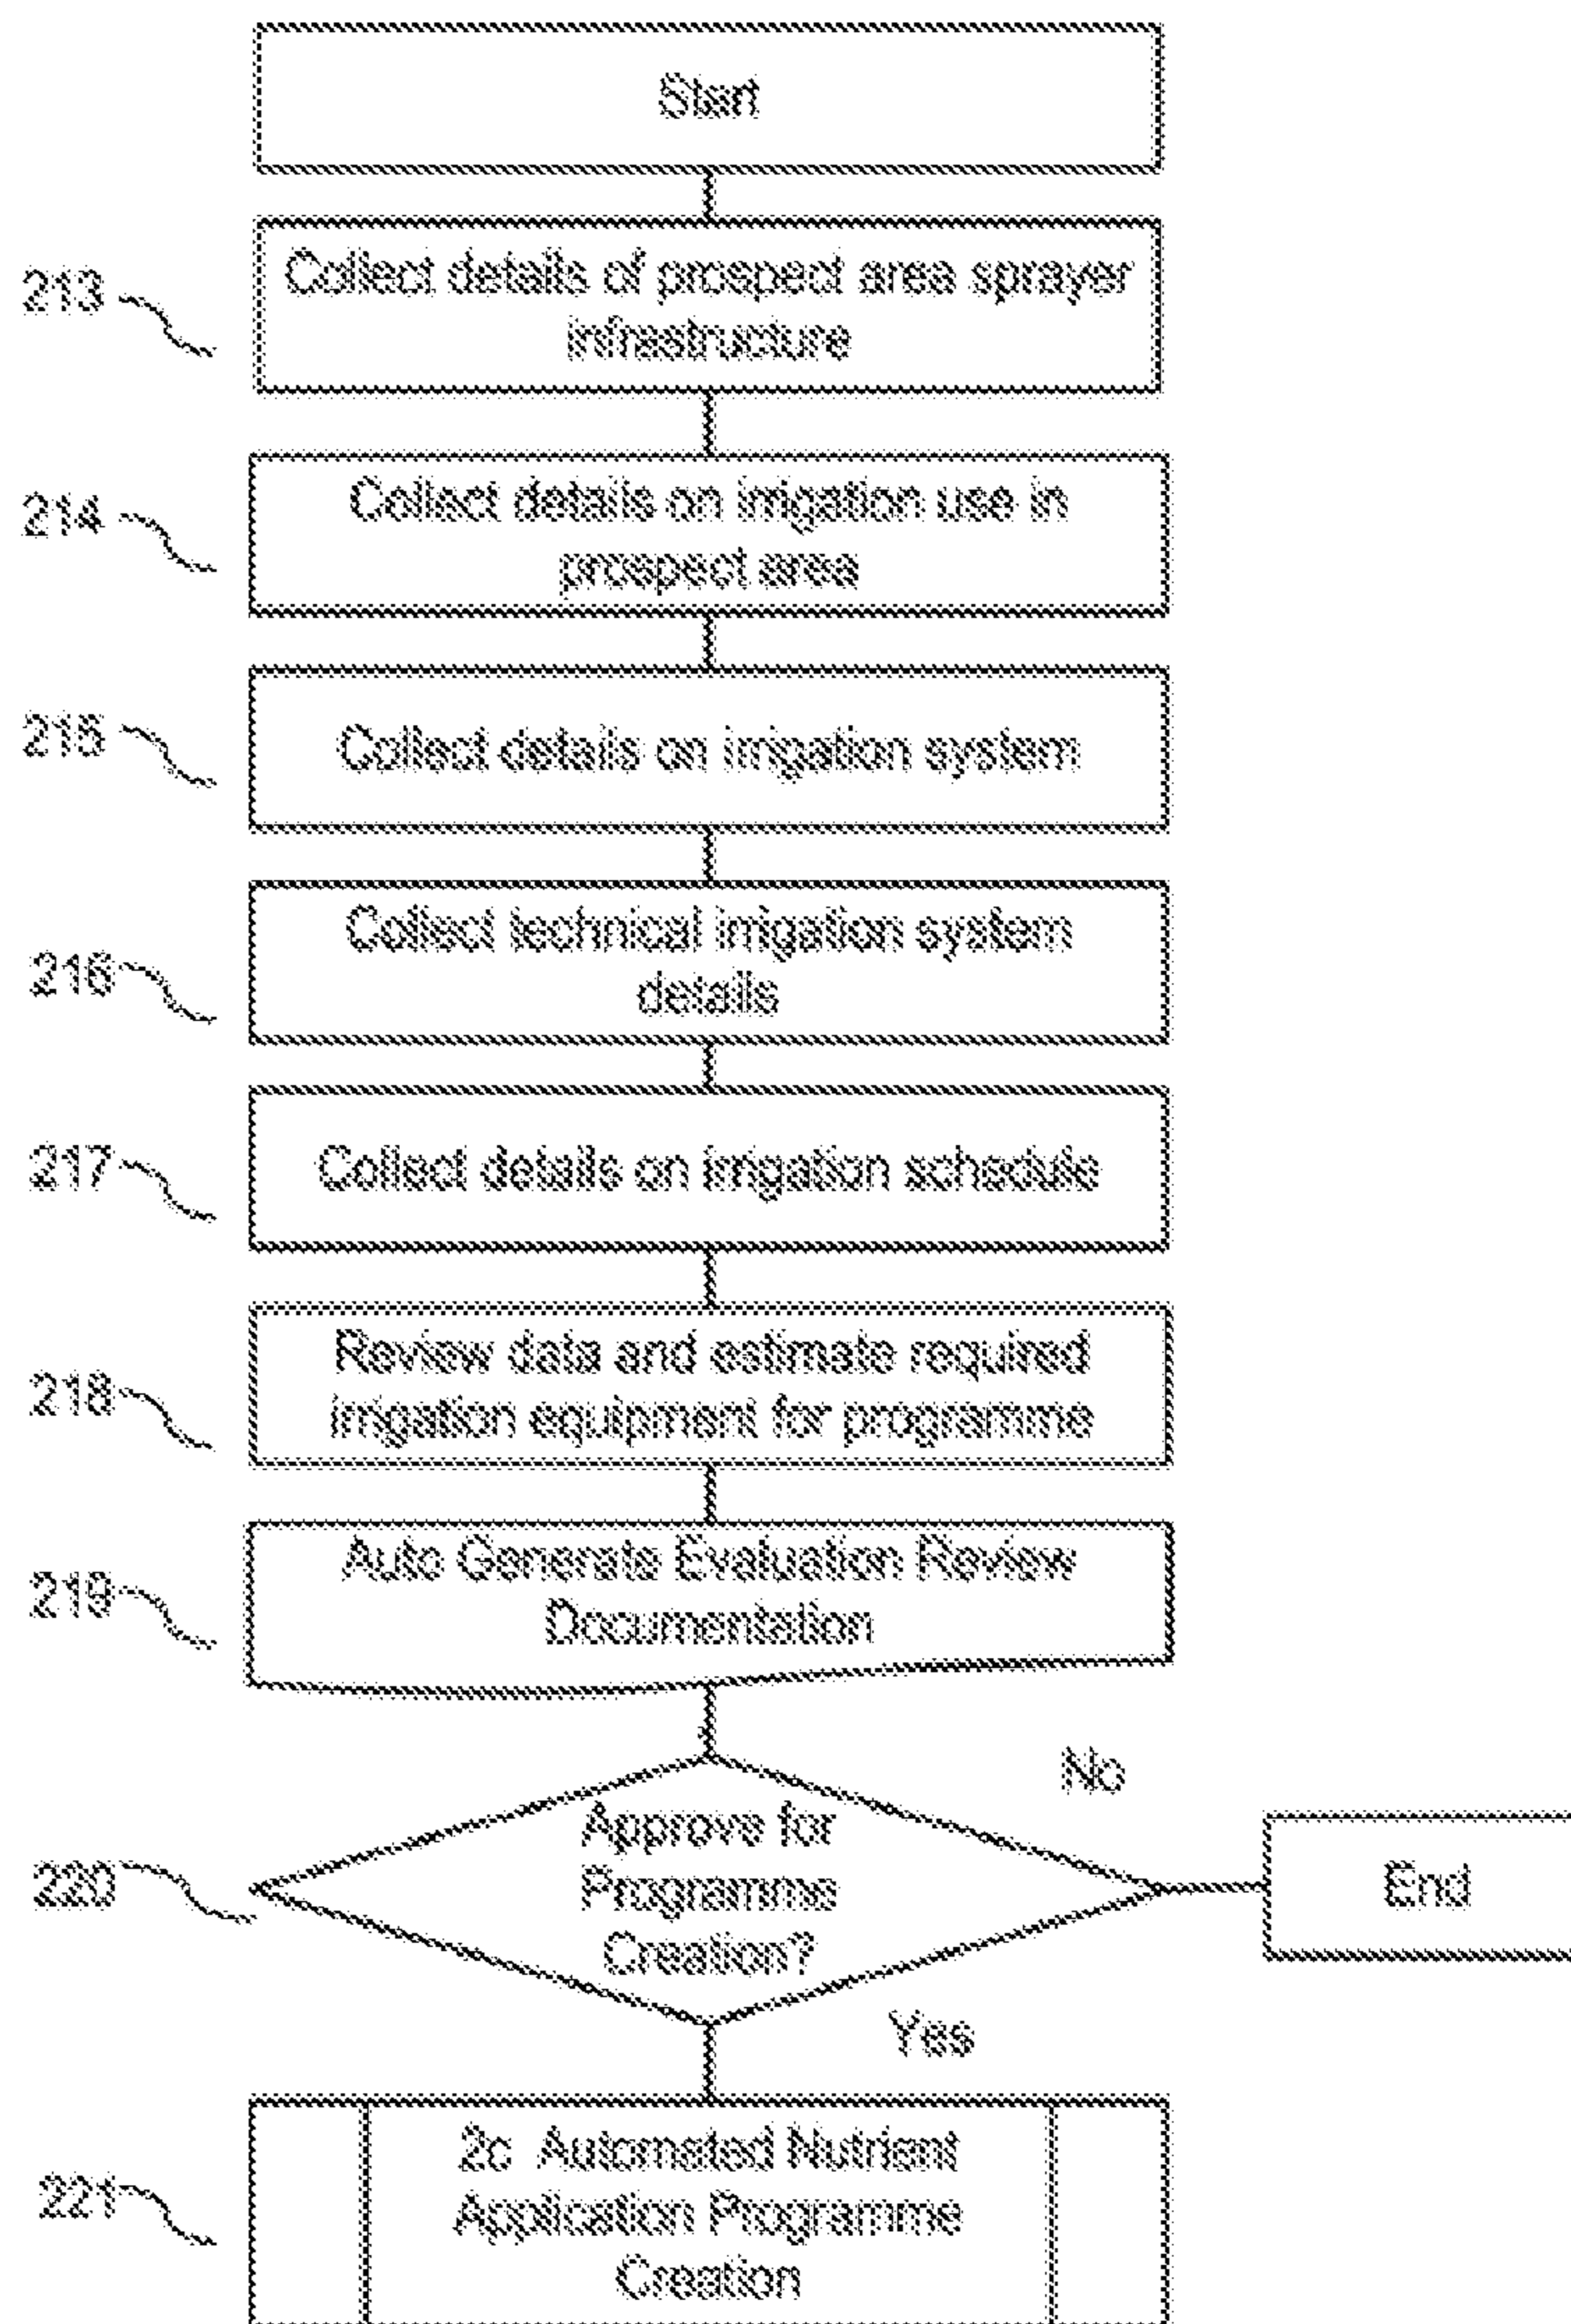 Start
213
Collect details of prospect area sprayer
infrastructure
214
Collect details on irrigation use in
prospect area
215
Collect details on irrigation system
216
Collect technical irrigation system
details
217
Collect details on irrigation schedule
218
Review data and estimate required
irrigation equipment for programme
219
Auto Generate Evaluation Review
Documentation
No
220
Approve for
Programme
Creation?
End
Yes
221
2c Automated Nutrient
Application Programme
Creation